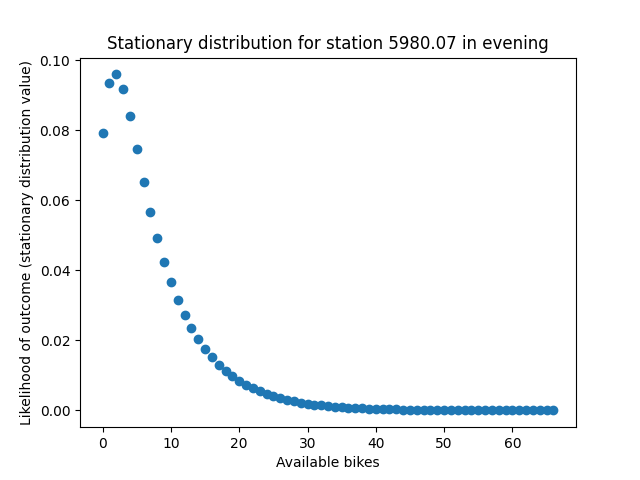 Stationary distribution for station 5980.07 in evening
Likelihood of outcome (stationary distribution value)
0.10
0.08
0.06
0.04
0.02
0.00
0 10 20 30 40 50 60
Available bikes